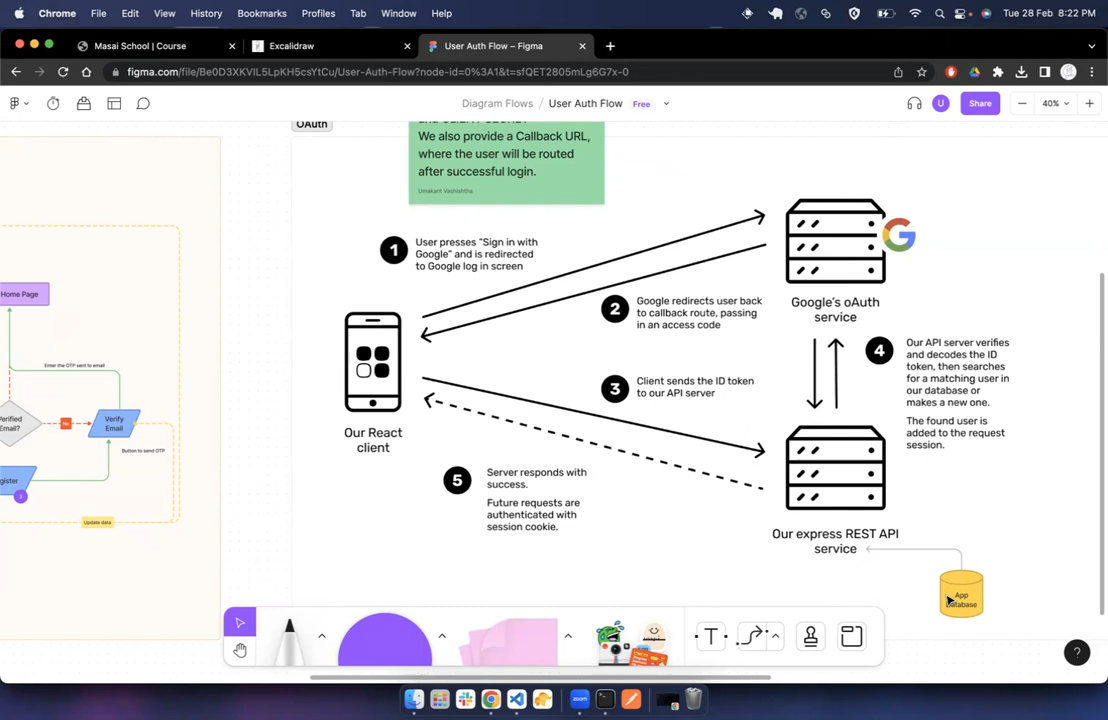 Chrome File Edit View History Bookmarks Profiles Tab Window Help Tue 28 Feb 8:22 PM
Masai School | Course
Excalidraw
User Auth Flow – Figma
figma.com/file/Be0D3XKVIL5LpKH5csYtCu/User-Auth-Flow?node-id=0%3A1&t=sfQET2805mLg6G7x-0
Diagram Flows / User Auth Flow Free
U
Share
40%
OAuth
We also provide a Callback URL,
where the user will be routed
after successful login.
Umakant Vashishtha
1
User presses "Sign in with
Google" and is redirected
to Google log in screen
G
Google's oAuth
service
2
Google redirects user back
to callback route, passing
in an access code
3
Client sends the ID token
to our API server
4
Our API server verifies
and decodes the ID
token, then searches
for a matching user in
our database or
makes a new one.
The found user is
added to the request
session.
Our React
client
5
Server responds with
success.
Future requests are
authenticated with
session cookie.
Our express REST API
service
App
Database
Home Page
Enter the OTP sent to email
Email?
No
Verify
Email
Button to send OTP
Update data
T
?
zoom